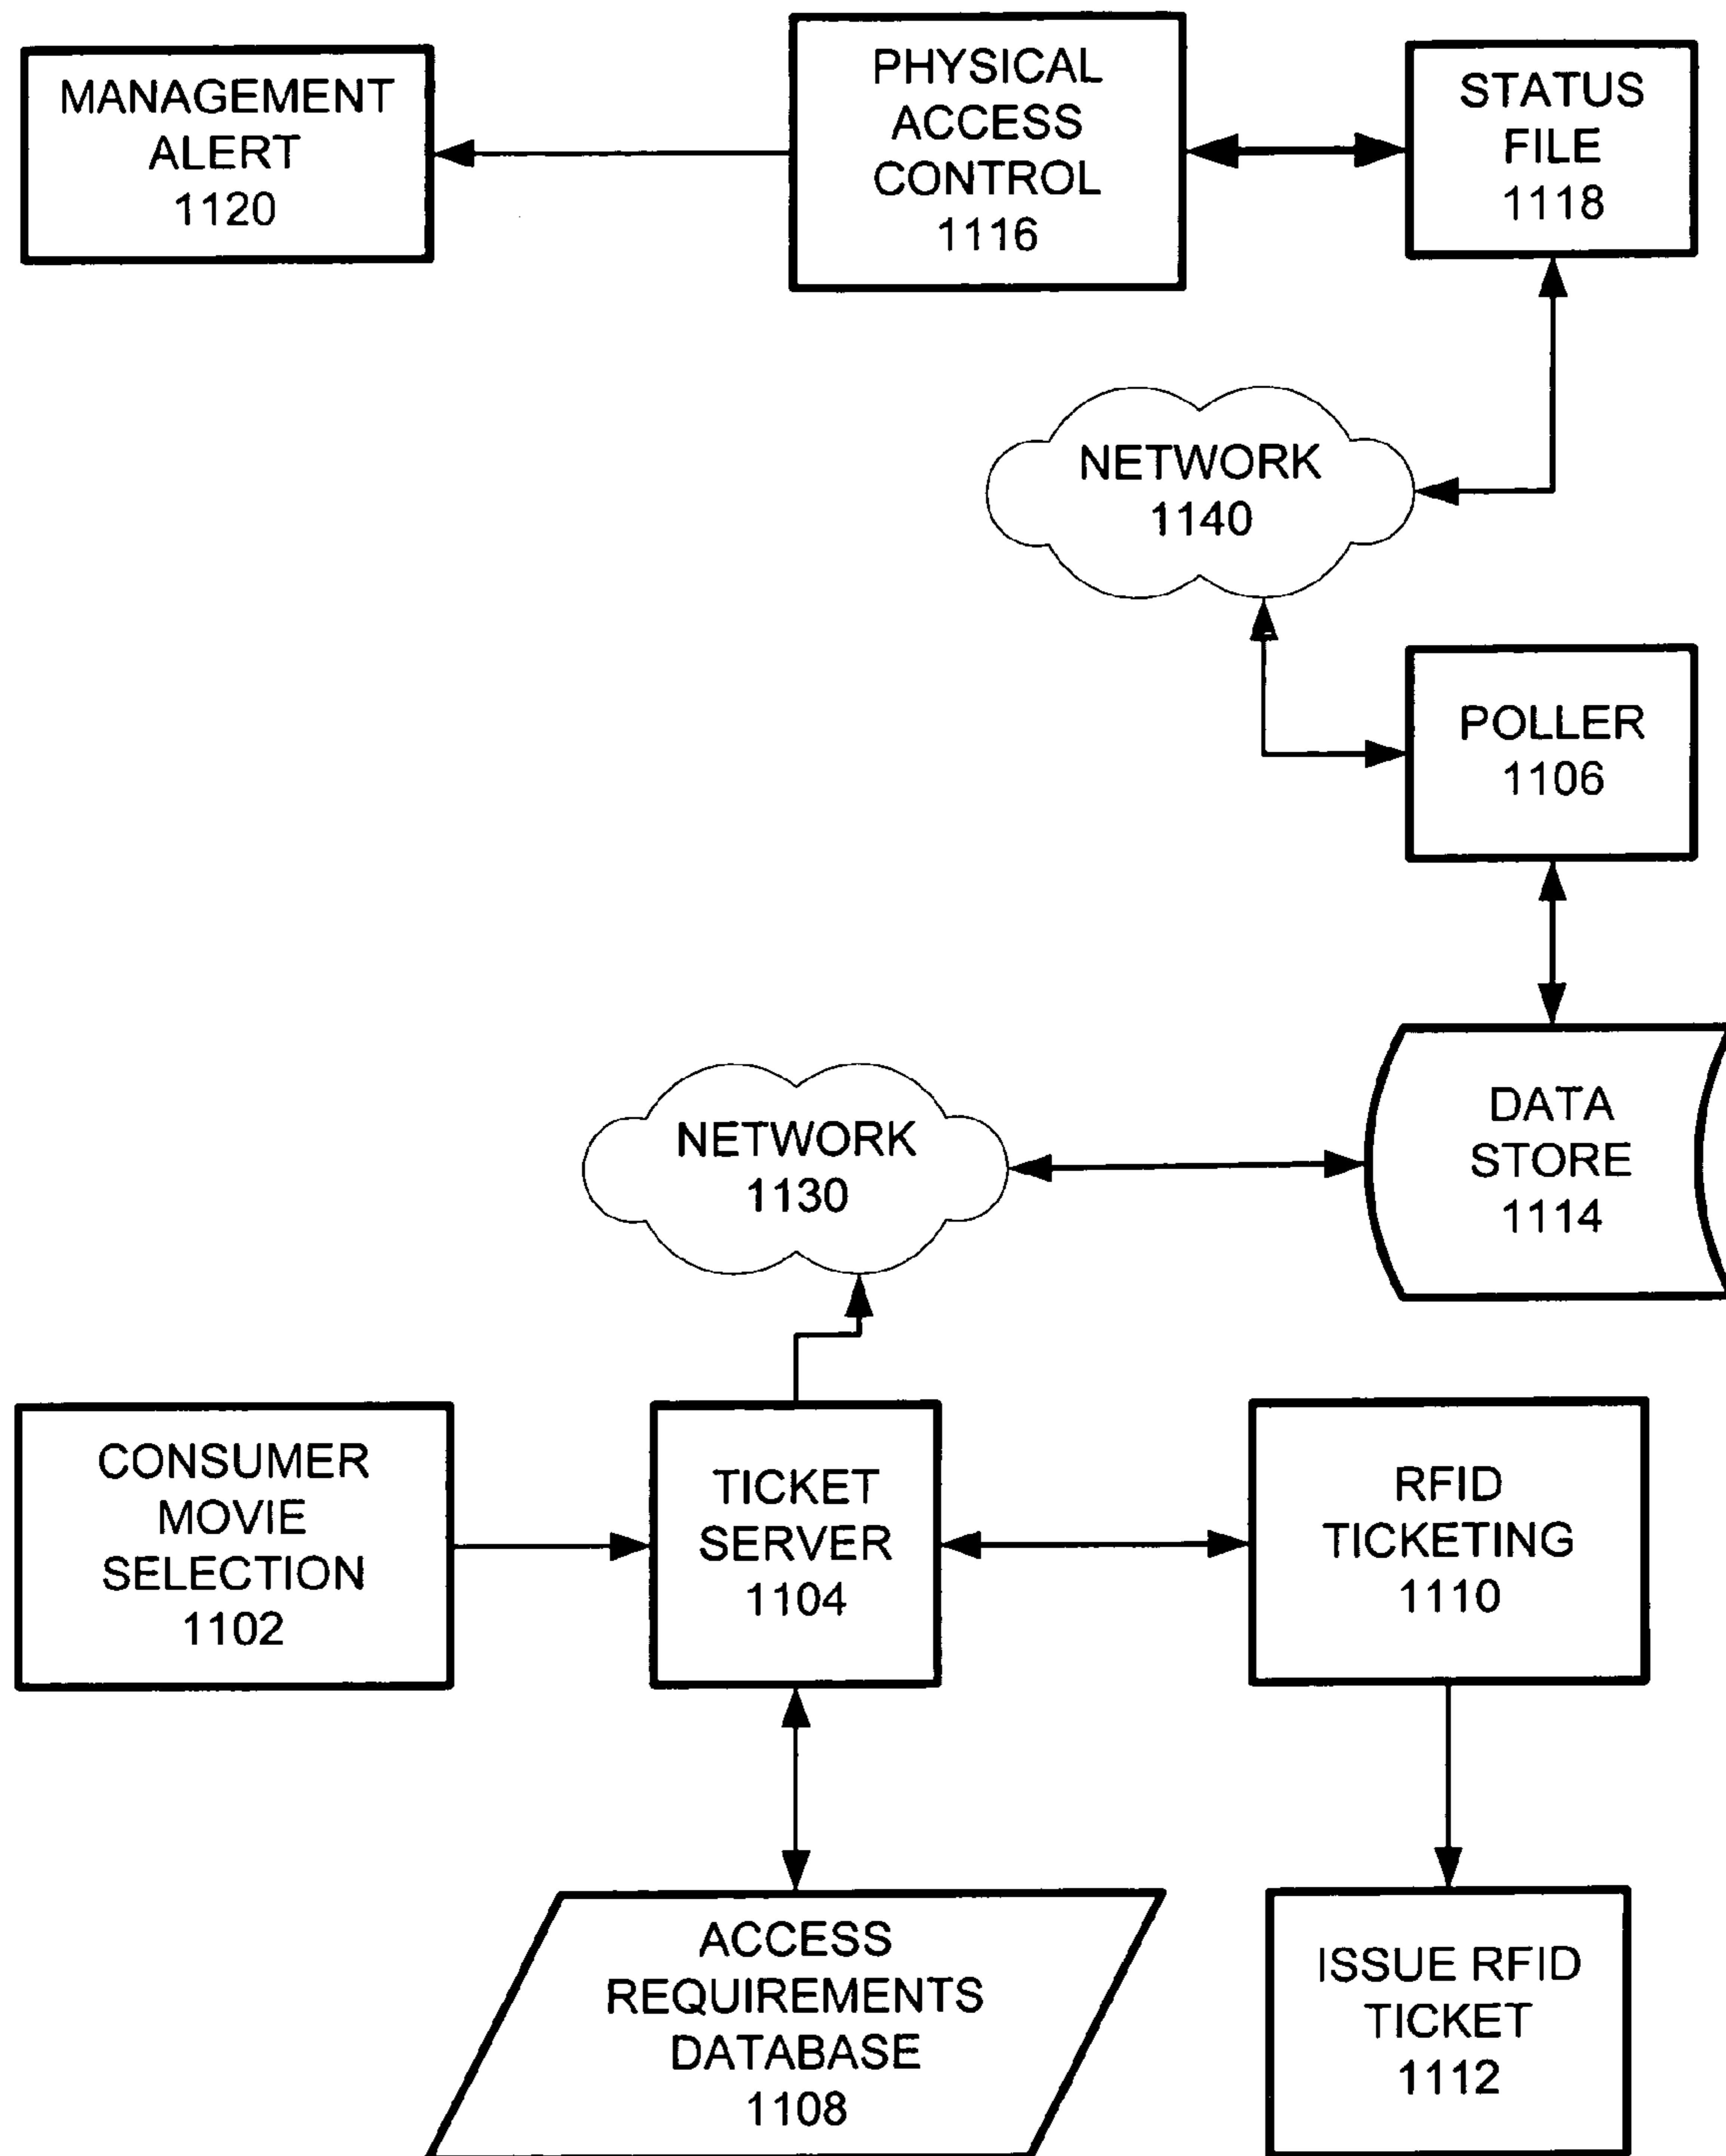 MANAGEMENT
ALERT
1120
PHYSICAL
ACCESS
CONTROL
1116
STATUS
FILE
1118
NETWORK
1140
POLLER
1106
DATA
STORE
1114
NETWORK
1130
CONSUMER
MOVIE
SELECTION
1102
TICKET
SERVER
1104
RFID
TICKETING
1110
ACCESS
REQUIREMENTS
DATABASE
1108
ISSUE RFID
TICKET
1112